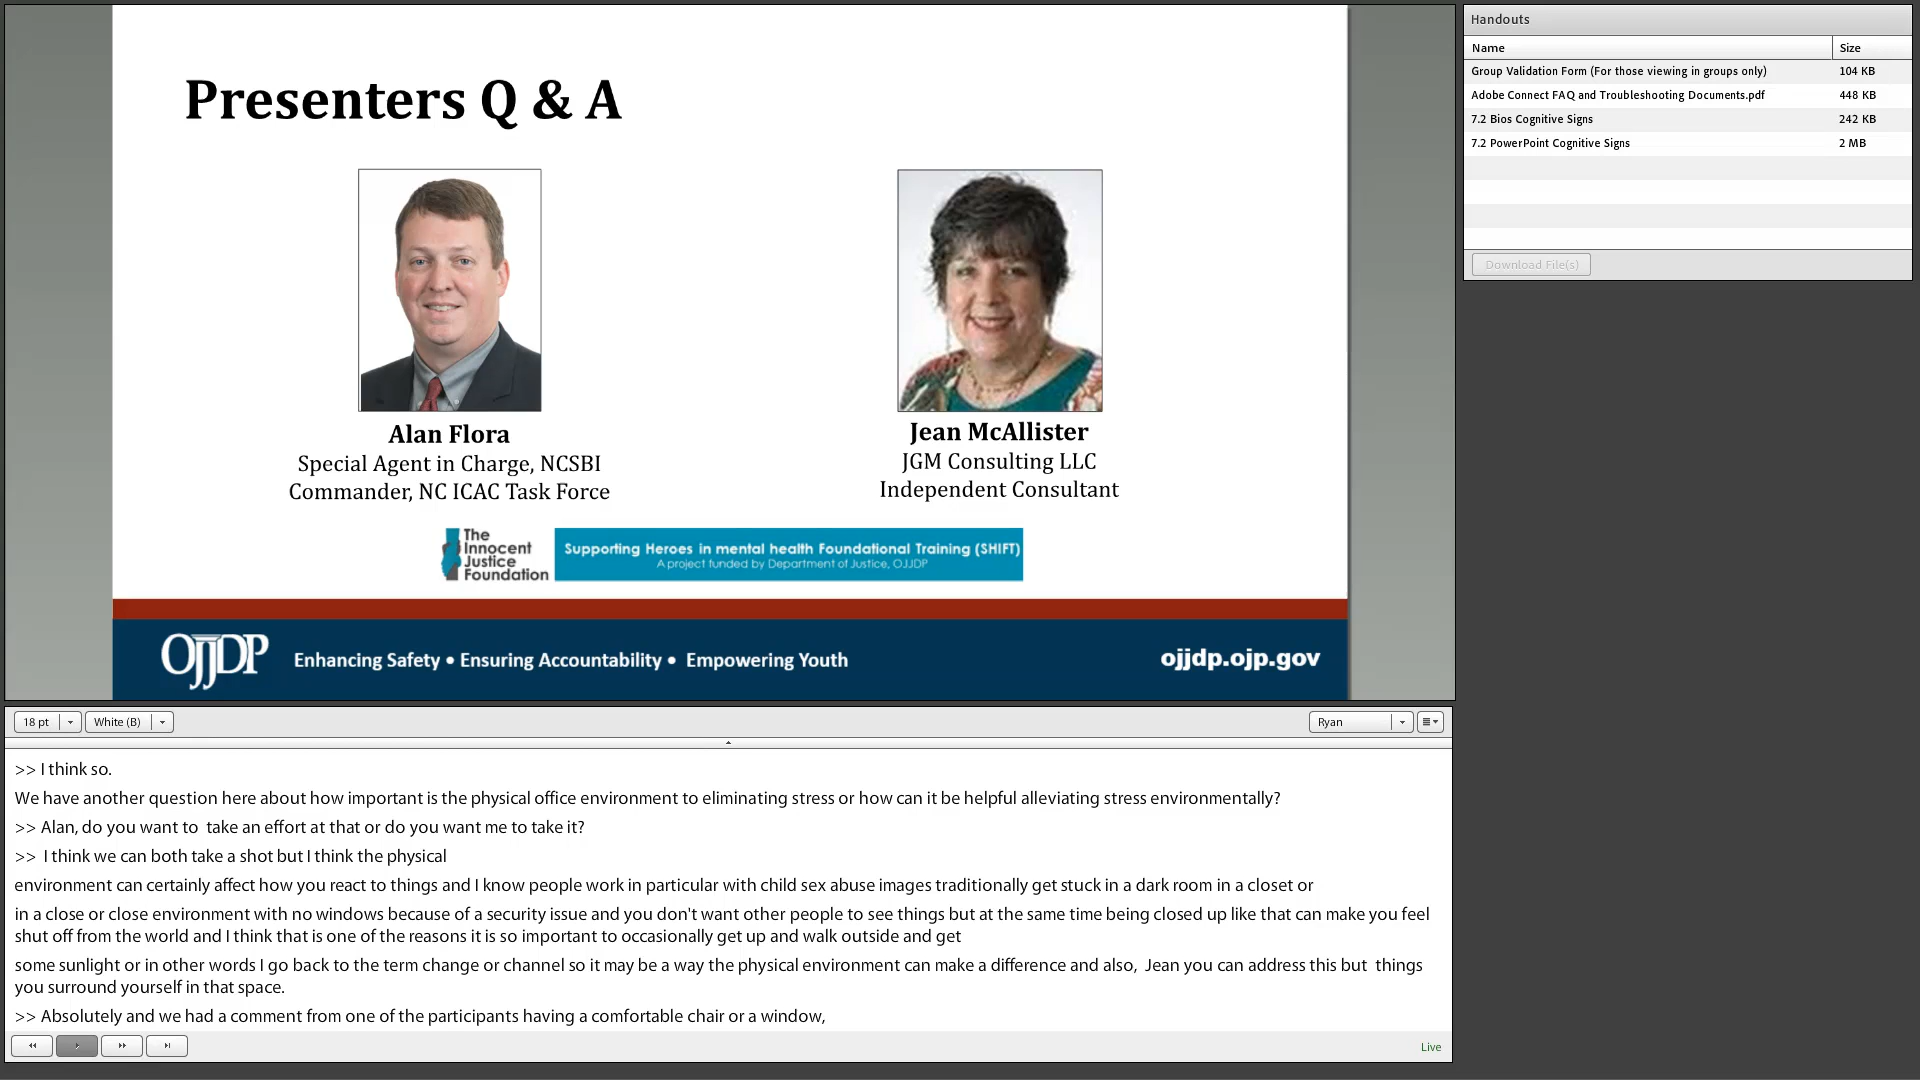 Presenters Q & A
Alan Flora
Special Agent in Charge, NCSBI
Commander, NC ICAC Task Force
Jean McAllister
JGM Consulting LLC
Independent Consultant
The
Innocent
Justice
Foundation
Supporting Heroes in mental health Foundational Training (SHIFT)
A project funded by Department of Justice, OJJDP
OJJDP
Enhancing Safety • Ensuring Accountability • Empowering Youth
ojjdp.ojp.gov
Handouts
Name Size
Group Validation Form (For those viewing in groups only) 104 KB
Adobe Connect FAQ and Troubleshooting Documents.pdf 448 KB
7.2 Bios Cognitive Signs 242 KB
7.2 PowerPoint Cognitive Signs 2 MB
Download File(s)
18 pt White (B) Ryan
>> I think so.
We have another question here about how important is the physical office environment to eliminating stress or how can it be helpful alleviating stress environmentally?
>> Alan, do you want to  take an effort at that or do you want me to take it?
>>  I think we can both take a shot but I think the physical
environment can certainly affect how you react to things and I know people work in particular with child sex abuse images traditionally get stuck in a dark room in a closet or
in a close or close environment with no windows because of a security issue and you don't want other people to see things but at the same time being closed up like that can make you feel
shut off from the world and I think that is one of the reasons it is so important to occasionally get up and walk outside and get
some sunlight or in other words I go back to the term change or channel so it may be a way the physical environment can make a difference and also,  Jean you can address this but  things
you surround yourself in that space.
>> Absolutely and we had a comment from one of the participants having a comfortable chair or a window,
Live